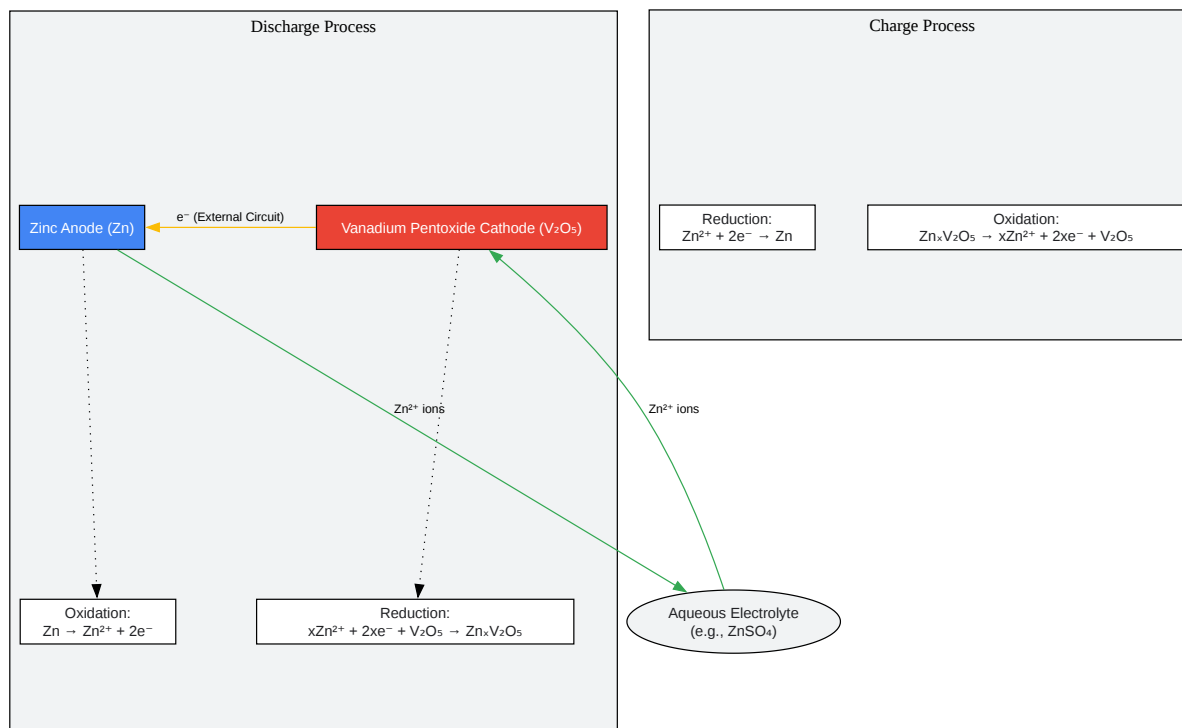 Discharge Process
Charge Process
Zinc Anode (Zn)
e⁻ (External Circuit)
Vanadium Pentoxide Cathode (V₂O₅)
Reduction:
Zn²⁺ + 2e⁻ → Zn
Oxidation:
ZnₓV₂O₅ → xZn²⁺ + 2xe⁻ + V₂O₅
Zn²⁺ ions
Zn²⁺ ions
Oxidation:
Zn → Zn²⁺ + 2e⁻
Reduction:
xZn²⁺ + 2xe⁻ + V₂O₅ → ZnₓV₂O₅
Aqueous Electrolyte
(e.g., ZnSO₄)